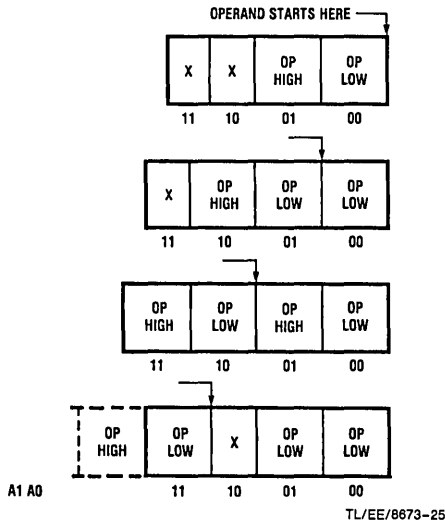 OPERAND STARTS HERE
X X OP HIGH OP LOW
11 10 01 00
X OP HIGH OP LOW OP LOW
11 10 01 00
OP HIGH OP LOW OP HIGH OP LOW
11 10 01 00
OP HIGH OP LOW X OP LOW OP LOW
A1 A0 11 10 01 00
TL/EE/8673-25